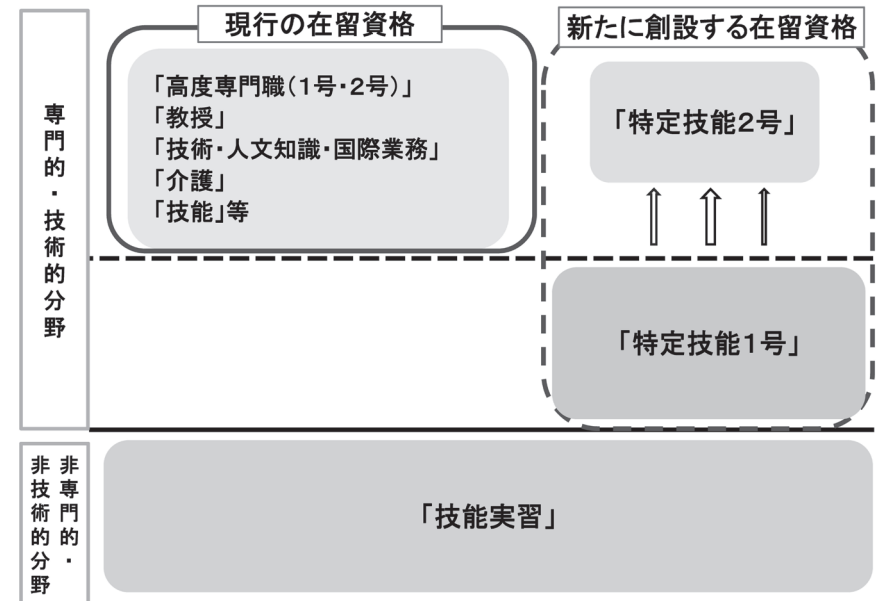 現行の在留資格
新たに創設する在留資格
専門的・技術的分野
「高度専門職(1号・2号)」
「教授」
「技術・人文知識・国際業務」
「介護」
「技能」等
「特定技能2号」
「特定技能1号」
非専門的・
非技術的分野
「技能実習」